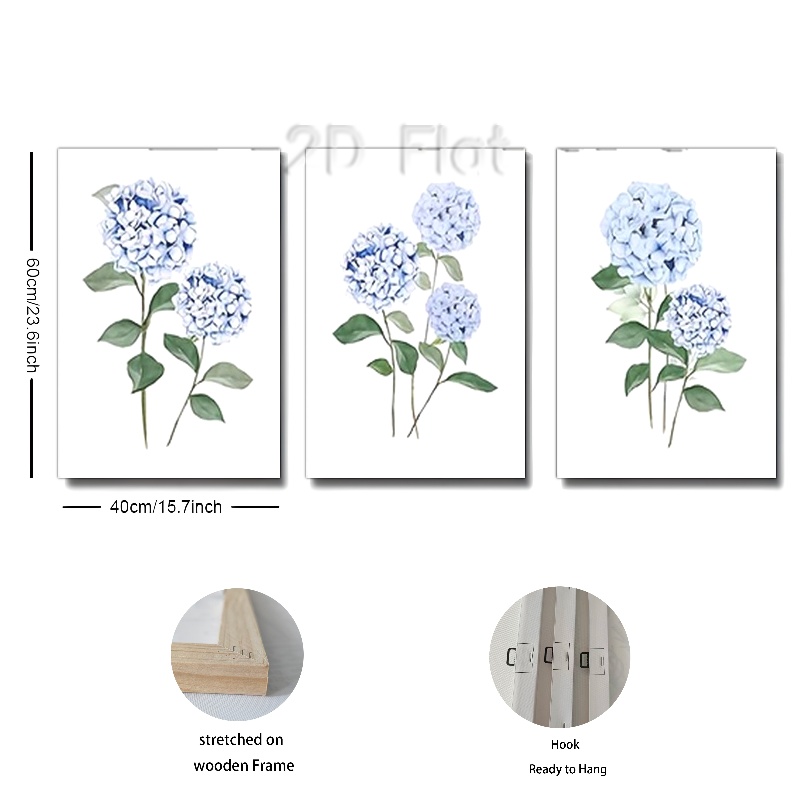 2D Flat
60cm/23.6inch
40cm/15.7inch
stretched on
wooden Frame
Hook
Ready to Hang